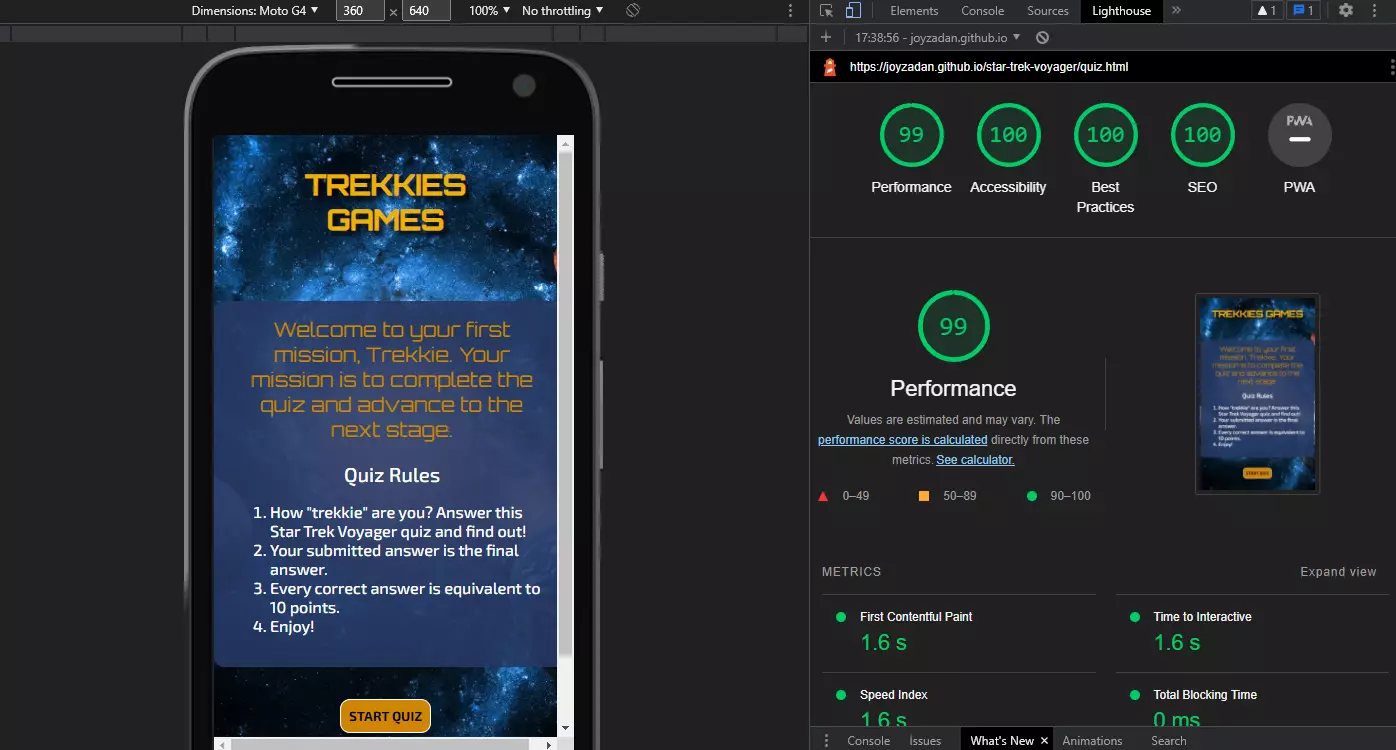 Dimensions: Moto G4 ▼ 360 × 640 100% ▼ No throttling ▼
Elements Console Sources Lighthouse » ▲ 1 1
+ 17:38:56 - joyzadan.github.io ▼
https://joyzadan.github.io/star-trek-voyager/quiz.html
TREKKIES
GAMES
Welcome to your first
mission, Trekkie. Your
mission is to complete the
quiz and advance to the
next stage.
Quiz Rules
1. How "trekkie" are you? Answer this
Star Trek Voyager quiz and find out!
2. Your submitted answer is the final
answer.
3. Every correct answer is equivalent to
10 points.
4. Enjoy!
START QUIZ
99 100 100 100 PWA
Performance Accessibility Best
Practices SEO PWA
99
Performance
Values are estimated and may vary. The
performance score is calculated directly from these
metrics. See calculator.
0–49 50–89 90–100
TREKKIES GAMES
Welcome to your first
mission, Trekkie. Your
mission is to complete the
quiz and advance to the
next stage.
Quiz Rules
1. How "trekkie" are you? Answer this
Star Trek Voyager quiz and find out!
2. Your submitted answer is the final
answer.
3. Every correct answer is equivalent to
10 points.
4. Enjoy!
START QUIZ
METRICS Expand view
First Contentful Paint
1.6 s
Time to Interactive
1.6 s
Speed Index
1.6 s
Total Blocking Time
0 ms
Console Issues What's New × Animations Search